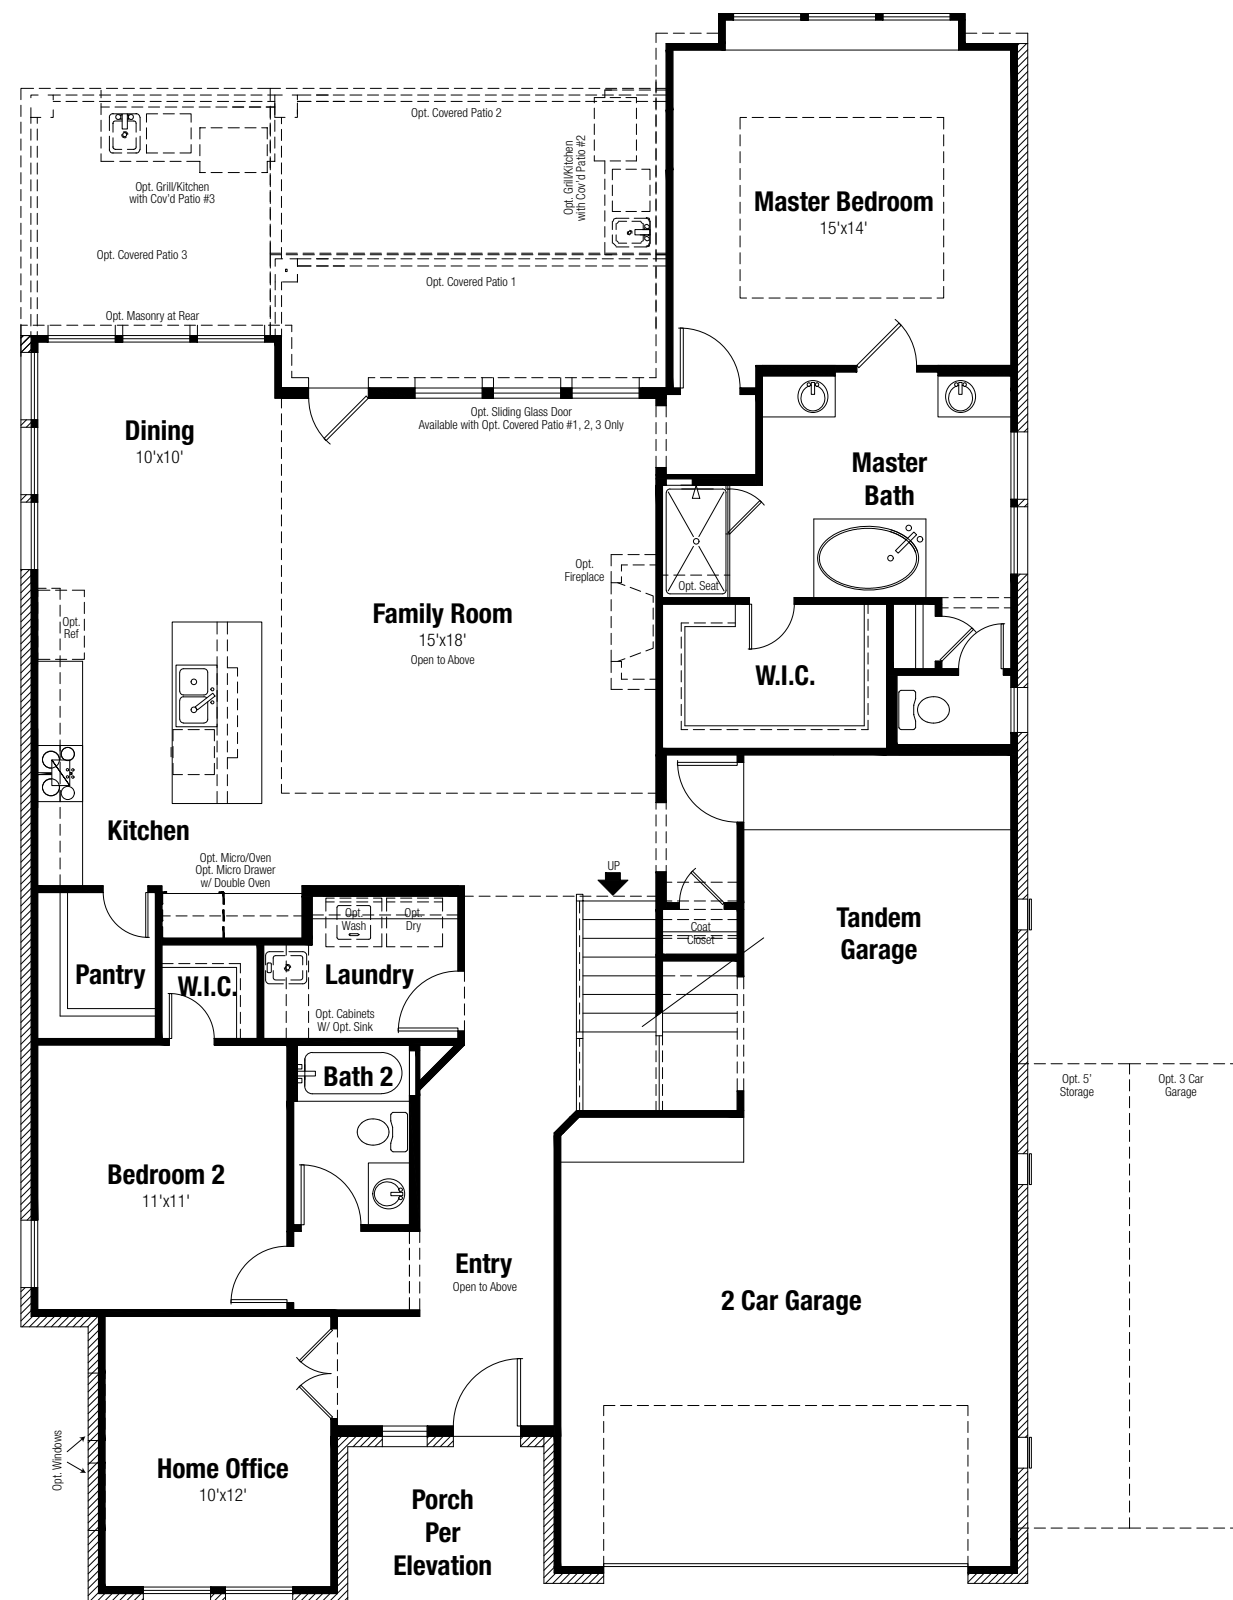 Opt. Covered Patio 2
Opt. Grill/Kitchen
with Cov'd Patio #2
Opt. Grill/Kitchen
with Cov'd Patio #3
Master Bedroom
15'x14'
Opt. Covered Patio 3
Opt. Covered Patio 1
Opt. Masonry at Rear
Opt. Sliding Glass Door
Available with Opt. Covered Patio #1, 2, 3 Only
Dining
10'x10'
Master
Bath
Opt.
Fireplace
Opt. Seat
Family Room
15'x18'
Open to Above
Opt.
Ref
W.I.C.
Kitchen
Opt. Micro/Oven
Opt. Micro Drawer
w/ Double Oven
UP
Opt.
Wash
Opt.
Dry
Coat
Closet
Tandem
Garage
Pantry
W.I.C.
Laundry
Opt. Cabinets
W/ Opt. Sink
Bath 2
Opt. 5'
Storage
Opt. 3 Car
Garage
Bedroom 2
11'x11'
Entry
Open to Above
2 Car Garage
Opt. Windows
Home Office
10'x12'
Porch
Per
Elevation